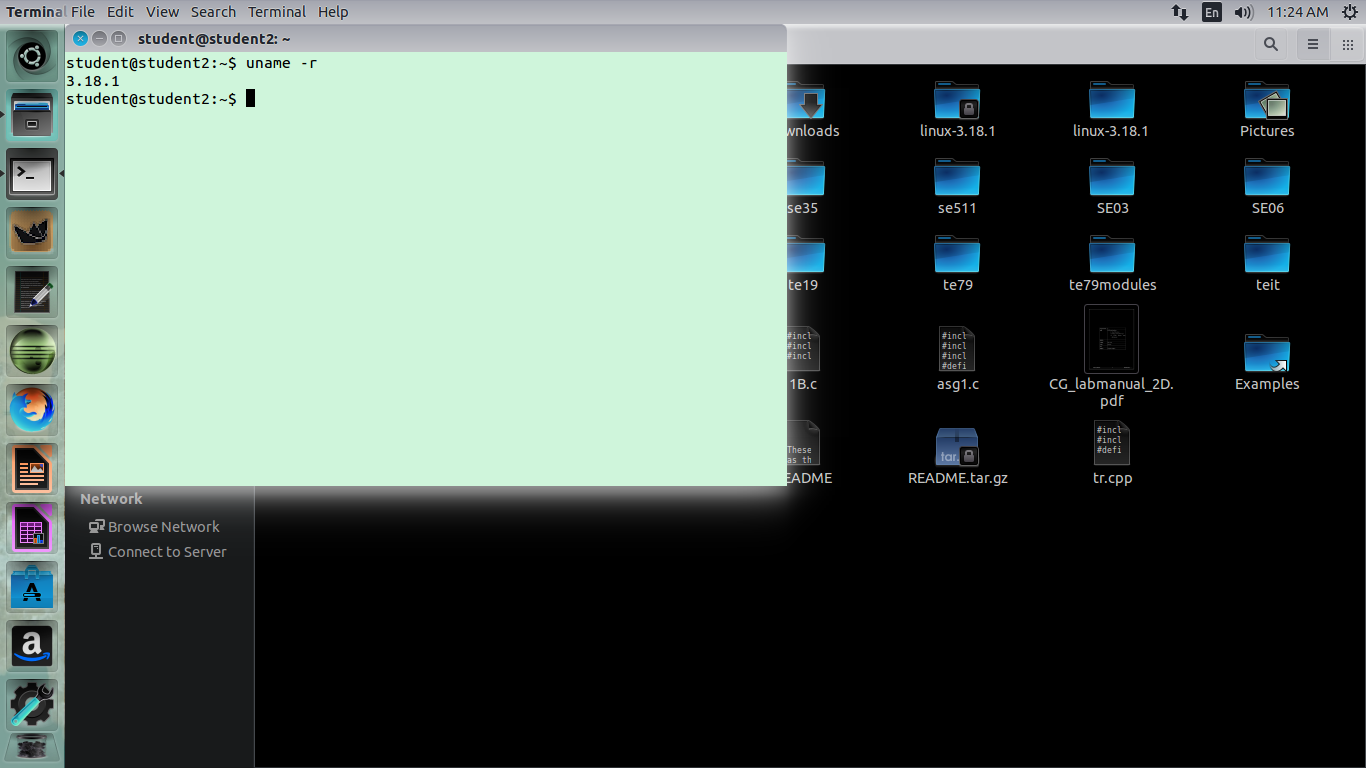 Terminal File Edit View Search Terminal Help En 11:24 AM
student@student2: ~
student@student2:~$ uname -r
3.18.1
student@student2:~$
wnloads linux-3.18.1 linux-3.18.1 Pictures
se35 se511 SE03 SE06
te19 te79 te79modules teit
#incl #incl #incl
#incl #incl
#incl #incl
#defi
1B.c asg1.c CG_labmanual_2D. Examples
pdf
#incl
#incl
These tar. #defi
as th
EADME README.tar.gz tr.cpp
Network
Browse Network
Connect to Server